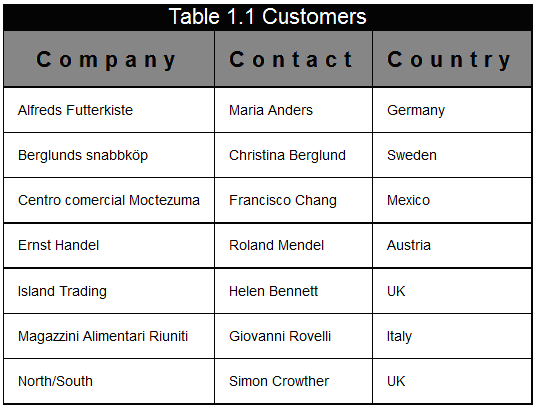 Table 1.1 Customers
Company Contact Country
Alfreds Futterkiste Maria Anders Germany
Berglunds snabbköp Christina Berglund Sweden
Centro comercial Moctezuma Francisco Chang Mexico
Ernst Handel Roland Mendel Austria
Island Trading Helen Bennett UK
Magazzini Alimentari Riuniti Giovanni Rovelli Italy
North/South Simon Crowther UK